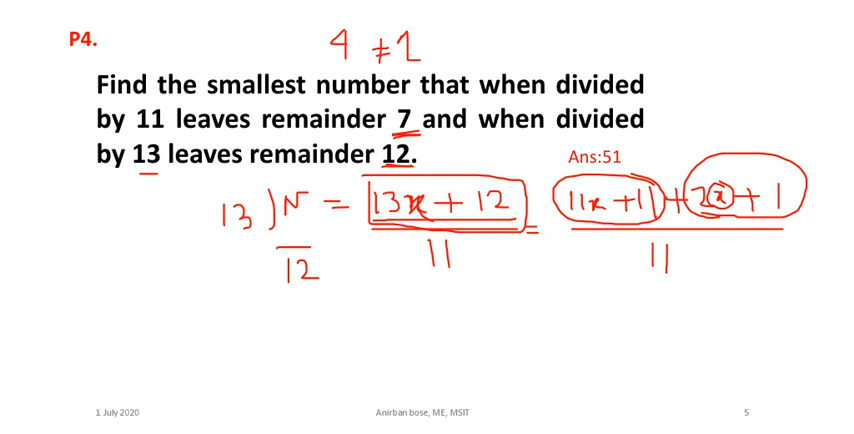 P4.
4 ≠ 1
Find the smallest number that when divided
by 11 leaves remainder 7 and when divided
by 13 leaves remainder 12.
Ans:51
13 ) N = 13x + 12 = 11x + 11 + 2x + 1
12 11 11
1 July 2020 Anirban bose, ME, MSIT 5